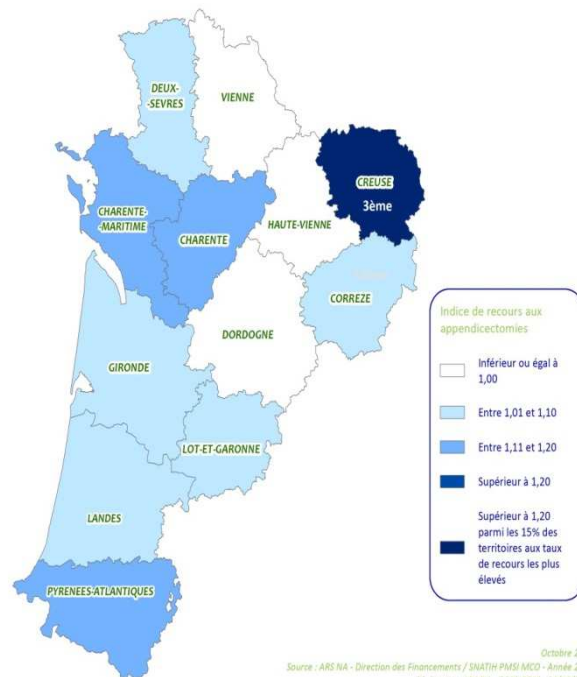 DEUX-
-SEVRES
VIENNE
CREUSE
3ème
CHARENTE-
MARITIME
CHARENTE
HAUTE-VIENNE
CORREZE
DORDOGNE
GIRONDE
LOT-ET-GARONNE
LANDES
PYRENEES-ATLANTIQUES
Indice de recours aux
appendicectomies
Inférieur ou égal à
1,00
Entre 1,01 et 1,10
Entre 1,11 et 1,20
Supérieur à 1,20
Supérieur à 1,20
parmi les 15% des
territoires aux taux
de recours les plus
élevés
Octobre 2
Source : ARS NA - Direction des Financements / SNATIH PMSI MCO - Année 2